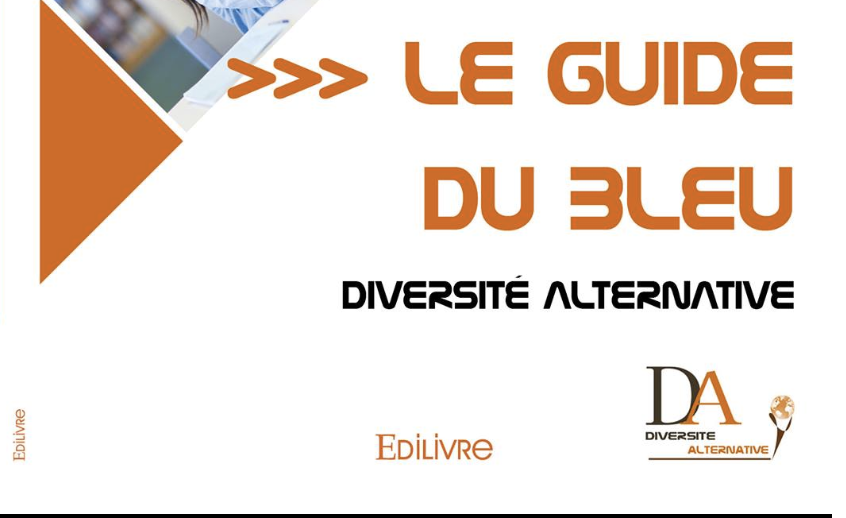 >>> LE GUIDE
DU BLEU
DIVERSITÉ ALTERNATIVE
EDILIVRE
EDILIVRE
DA
DIVERSITE
ALTERNATIVE